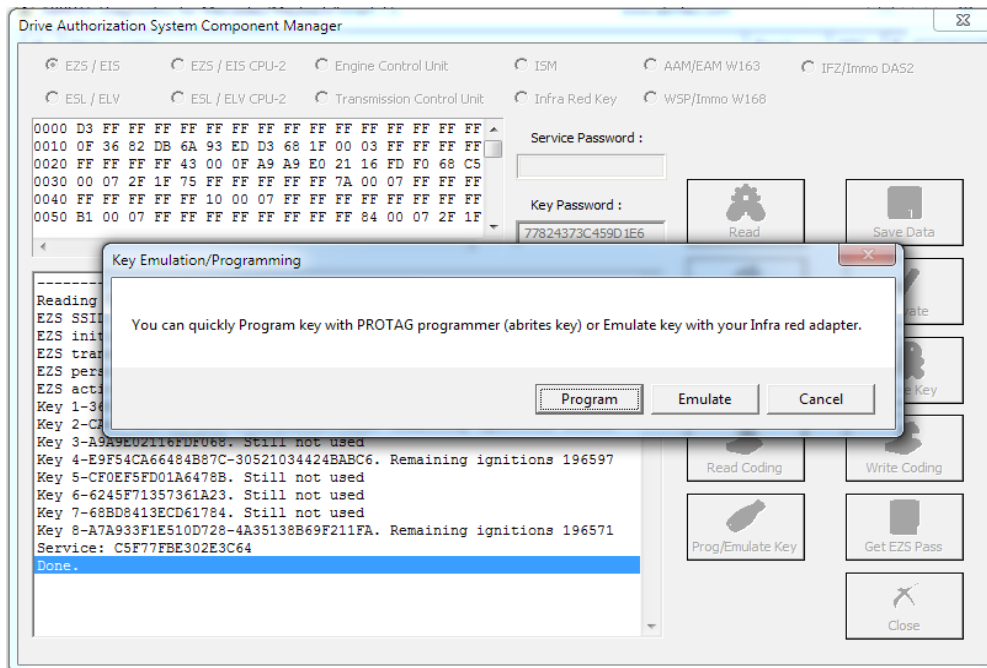 Drive Authorization System Component Manager
EZS / EIS EZS / EIS CPU-2 Engine Control Unit ISM AAM/EAM W163 IFZ/Immo DAS2
ESL / ELV ESL / ELV CPU-2 Transmission Control Unit Infra Red Key WSP/Immo W168
0000 D3 FF FF FF FF FF FF FF FF FF FF FF FF FF FF FF
0010 0F 36 82 DB 6A 93 ED D3 68 1F 00 03 FF FF FF FF
0020 FF FF FF FF 43 00 0F A9 A9 E0 21 16 FD F0 68 C5
0030 00 07 2F 1F 75 FF FF FF FF FF 7A 00 07 FF FF FF
0040 FF FF FF FF FF 10 00 07 FF FF FF FF FF FF FF FF
0050 B1 00 07 FF FF FF FF FF FF FF FF 84 00 07 2F 1F
Service Password :
Key Password :
77824373C459D1E6
Read
Save Data
Key Emulation/Programming
You can quickly Program key with PROTAG programmer (abrites key) or Emulate key with your Infra red adapter.
Program Emulate Cancel
Reading
EZS SSID
EZS
EZS
EZS
EZS
Key 1-36
Key 2-CA
Key 3-A9A9E02116FDF068. Still not used
Key 4-E9F54CA66484B87C-30521034424BABC6. Remaining ignitions 196597
Key 5-CF0EF5FD01A6478B. Still not used
Key 6-6245F71357361A23. Still not used
Key 7-68BD8413ECD61784. Still not used
Key 8-A7A933F1E510D728-4A35138B69F211FA. Remaining ignitions 196571
Service: C5F77FBE302E3C64
Done.
Key
Read Coding
Write Coding
Prog/Emulate Key
Get EZS Pass
Close